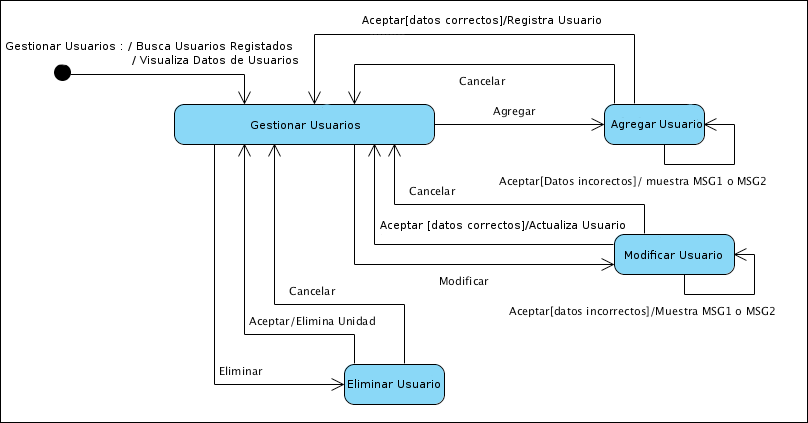 Aceptar[datos correctos]/Registra Usuario
Gestionar Usuarios : / Busca Usuarios Registados
/ Visualiza Datos de Usuarios
Cancelar
Agregar
Gestionar Usuarios
Agregar Usuario
Aceptar[Datos incorectos]/ muestra MSG1 o MSG2
Cancelar
Aceptar [datos correctos]/Actualiza Usuario
Modificar Usuario
Modificar
Cancelar
Aceptar[datos incorrectos]/Muestra MSG1 o MSG2
Aceptar/Elimina Unidad
Eliminar
Eliminar Usuario